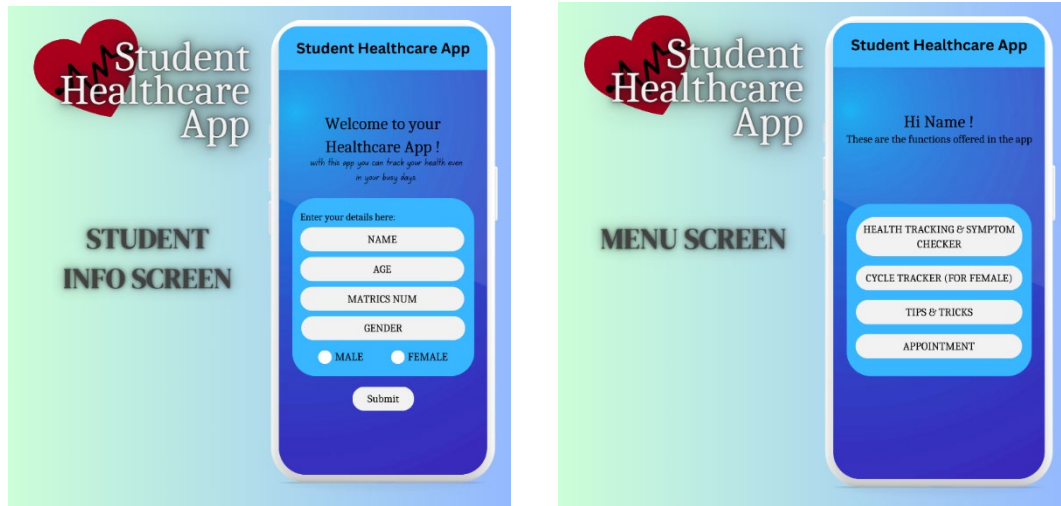 Student
Healthcare
App
STUDENT
INFO SCREEN
Student Healthcare App
Welcome to your
Healthcare App !
with this app you can track your health even
in your busy days.
Enter your details here:
NAME
AGE
MATRICS NUM
GENDER
MALE
FEMALE
Submit
Student
Healthcare
App
MENU SCREEN
Student Healthcare App
Hi Name !
These are the functions offered in the app
HEALTH TRACKING & SYMPTOM
CHECKER
CYCLE TRACKER (FOR FEMALE)
TIPS & TRICKS
APPOINTMENT